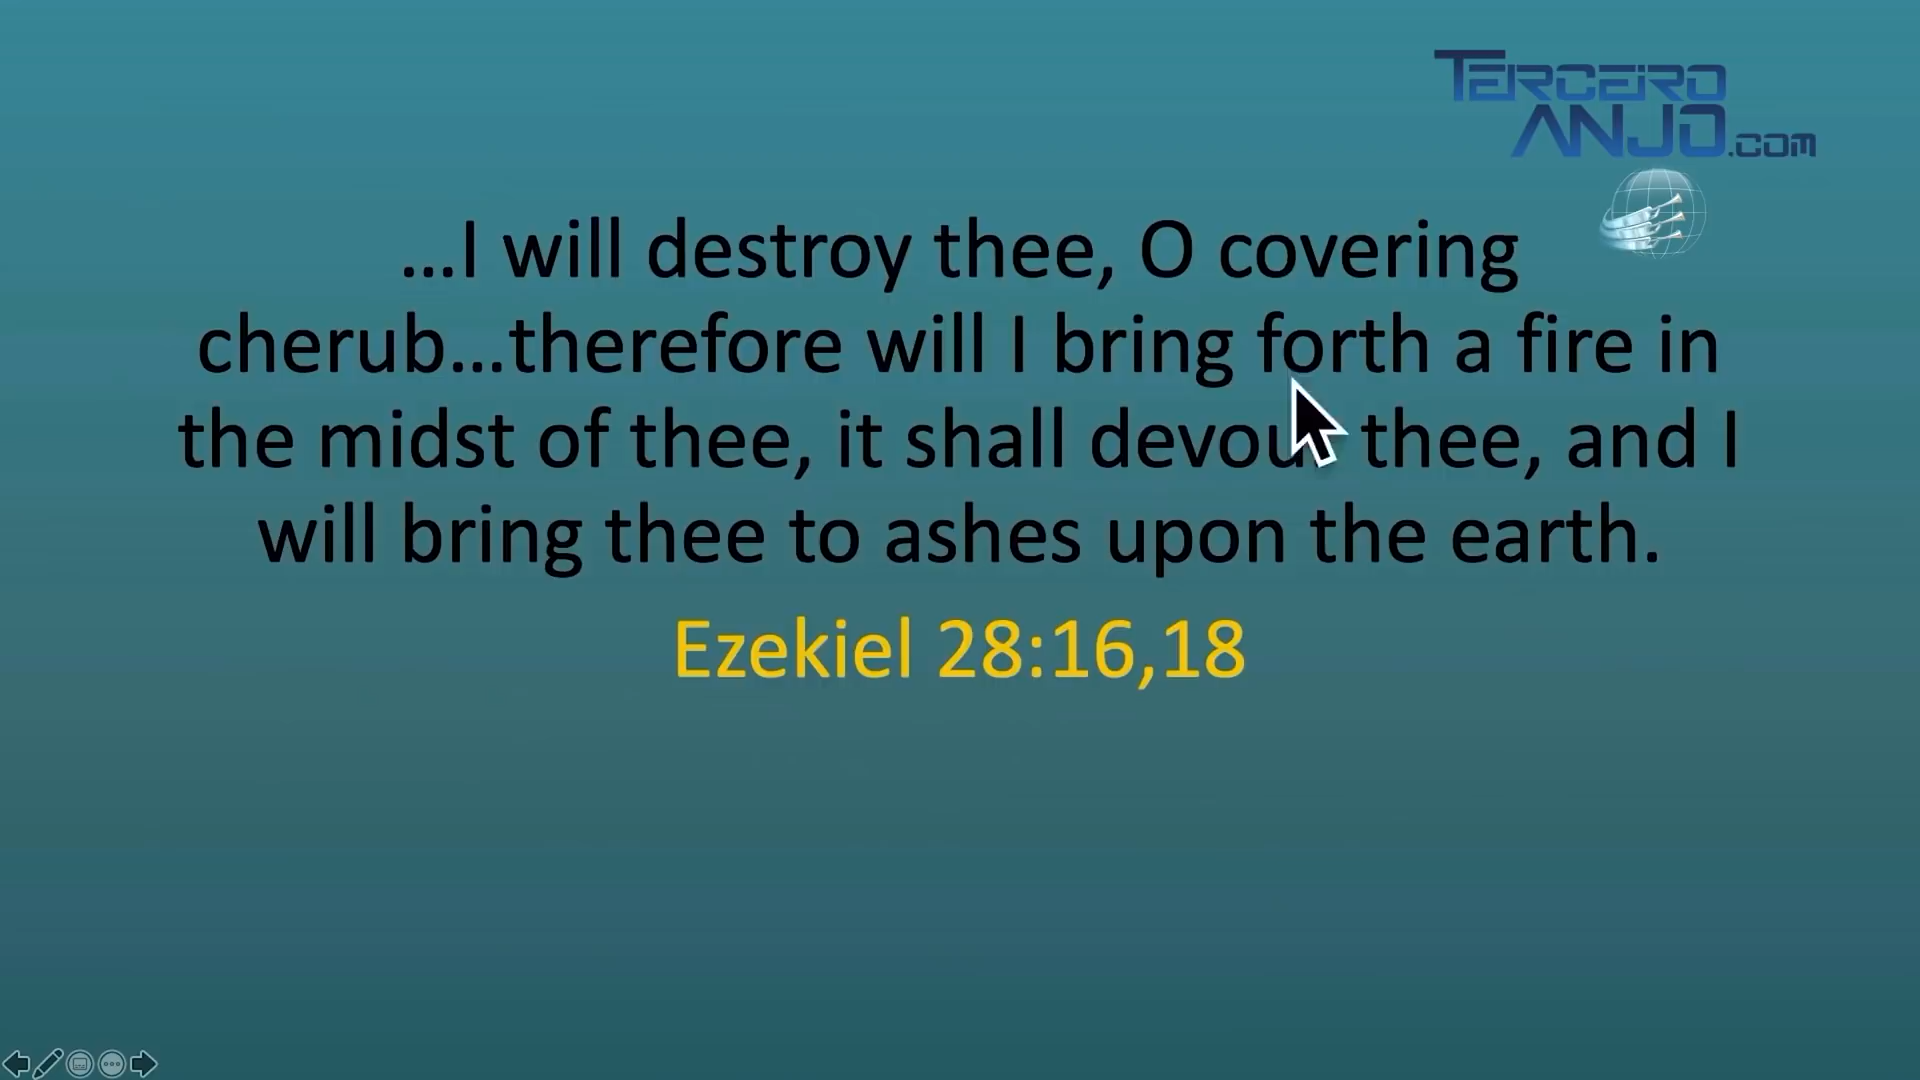 TERCEIRO
ANJO.com
...I will destroy thee, O covering
cherub...therefore will I bring forth a fire in
the midst of thee, it shall devour thee, and I
will bring thee to ashes upon the earth.
Ezekiel 28:16,18